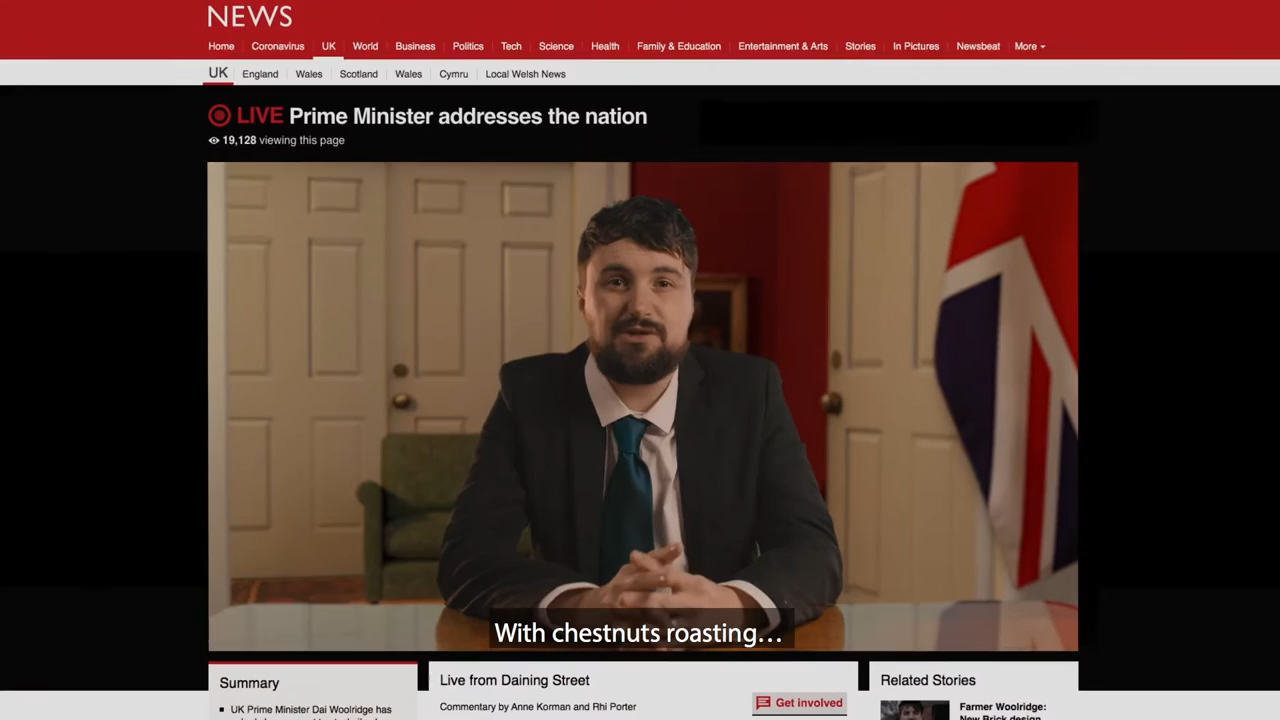 NEWS
Home Coronavirus UK World Business Politics Tech Science Health Family & Education Entertainment & Arts Stories In Pictures Newsbeat More
UK England Wales Scotland Wales Cymru Local Welsh News
LIVE Prime Minister addresses the nation
19,128 viewing this page
With chestnuts roasting…
Summary
UK Prime Minister Dai Woolridge has
Live from Daining Street
Commentary by Anne Korman and Rhi Porter
Get involved
Related Stories
Farmer Woolridge:
New Brick design